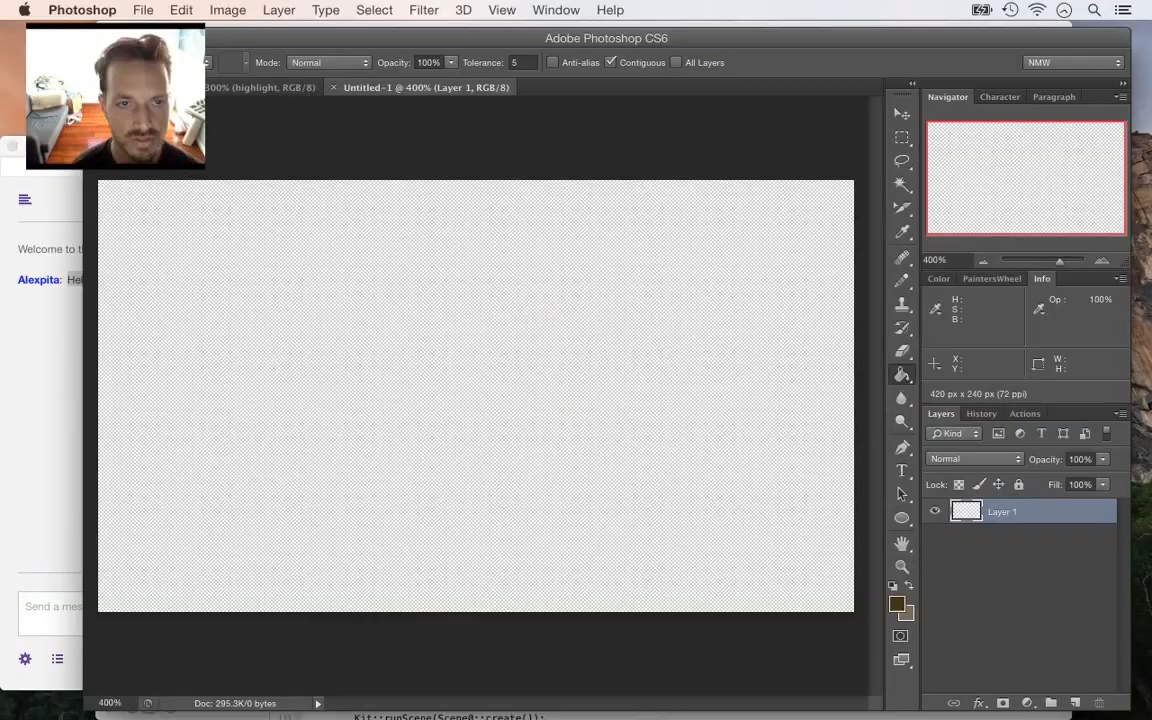 Photoshop File Edit Image Layer Type Select Filter 3D View Window Help
Adobe Photoshop CS6
Mode: Normal Opacity: 100% Tolerance: 5 Anti-alias Contiguous All Layers NMW
300% (highlight, RGB/8) × Untitled-1 @ 400% (Layer 1, RGB/8)
Navigator Character Paragraph
400%
Color PaintersWheel Info
H: Op: 100%
S:
B:
X: W:
Y: H:
420 px x 240 px (72 ppi)
Layers History Actions
Kind
Normal Opacity: 100%
Lock: Fill: 100%
Layer 1
Welcome to th
Alexpita: Hel
Send a mes
400% Doc: 295.3K/0 bytes
Kit::runScene(Scene0::create());